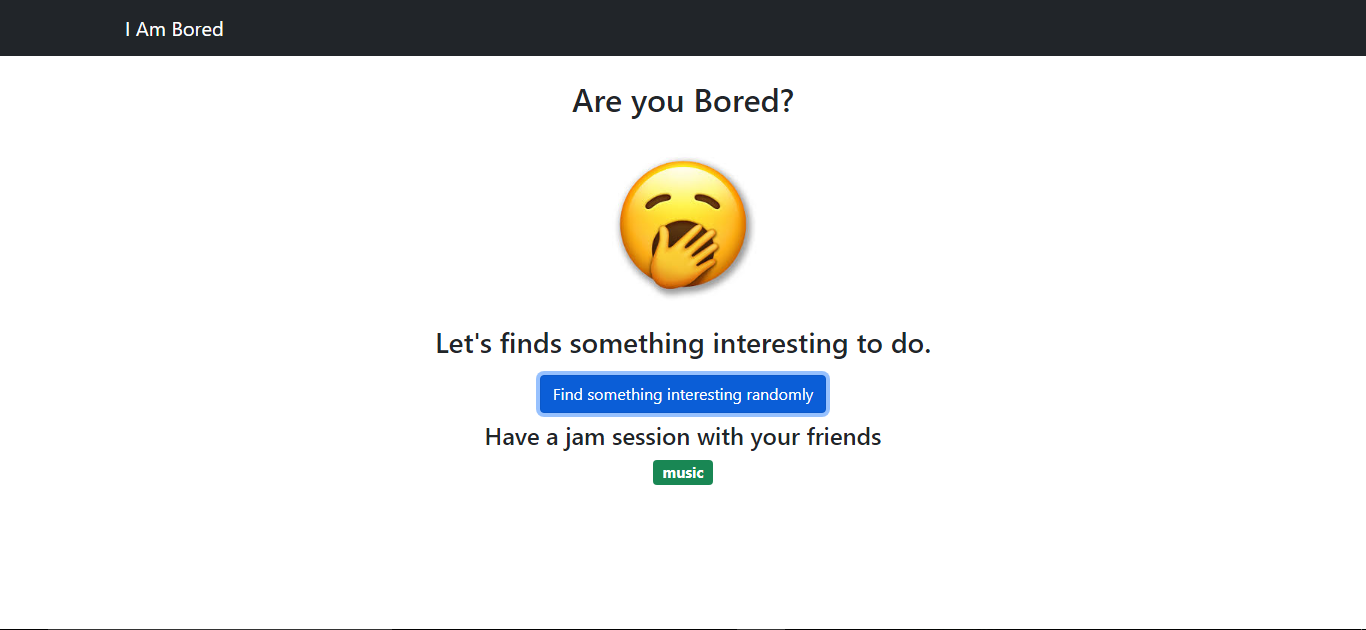 I Am Bored
Are you Bored?
Let's finds something interesting to do.
Find something interesting randomly
Have a jam session with your friends
music